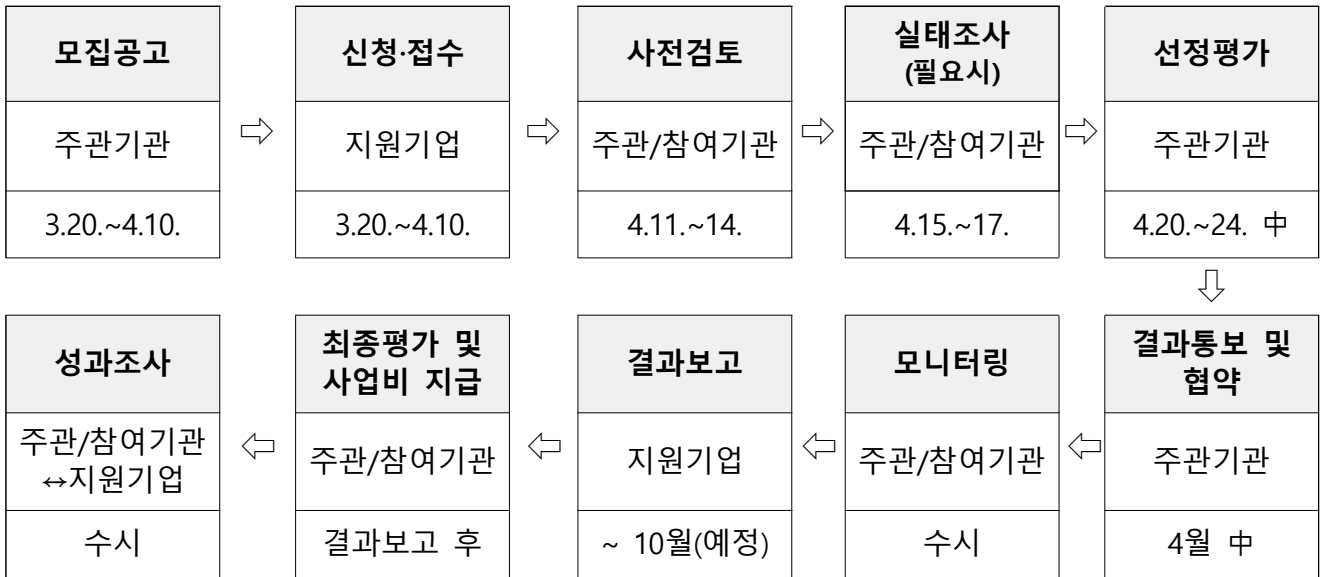 모집공고
주관기관
3.20.~4.10.
⇨
신청·접수
지원기업
3.20.~4.10.
⇨
사전검토
주관/참여기관
4.11.~14.
⇨
실태조사
(필요시)
주관/참여기관
4.15.~17.
⇨
선정평가
주관기관
4.20.~24. 中
⇩
결과통보 및
협약
주관기관
4월 中
⇦
모니터링
주관/참여기관
수시
⇦
결과보고
지원기업
~ 10월(예정)
⇦
최종평가 및
사업비 지급
주관/참여기관
결과보고 후
⇦
성과조사
주관/참여기관
↔지원기업
수시